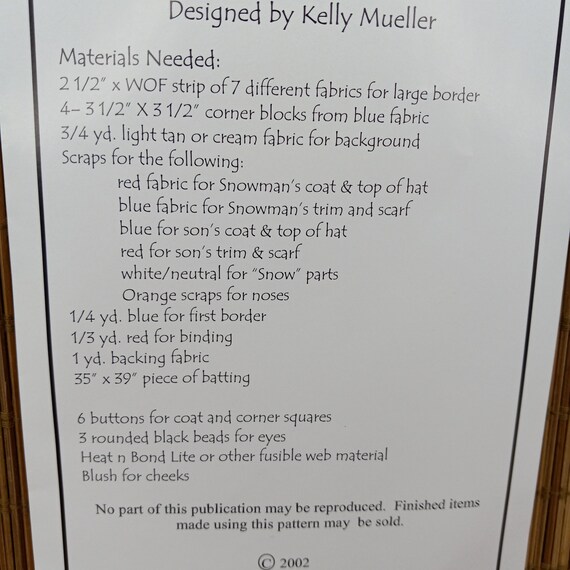 Designed by Kelly Mueller
Materials Needed:
2 1/2" x WOF strip of 7 different fabrics for large border
4– 3 1/2" X 3 1/2" corner blocks from blue fabric
3/4 yd. light tan or cream fabric for background
Scraps for the following:
red fabric for Snowman's coat & top of hat
blue fabric for Snowman's trim and scarf
blue for son's coat & top of hat
red for son's trim & scarf
white/neutral for "Snow" parts
Orange scraps for noses
1/4 yd. blue for first border
1/3 yd. red for binding
1 yd. backing fabric
35" x 39" piece of batting
6 buttons for coat and corner squares
3 rounded black beads for eyes
Heat n Bond Lite or other fusible web material
Blush for cheeks
No part of this publication may be reproduced. Finished items
made using this pattern may be sold.
© 2002